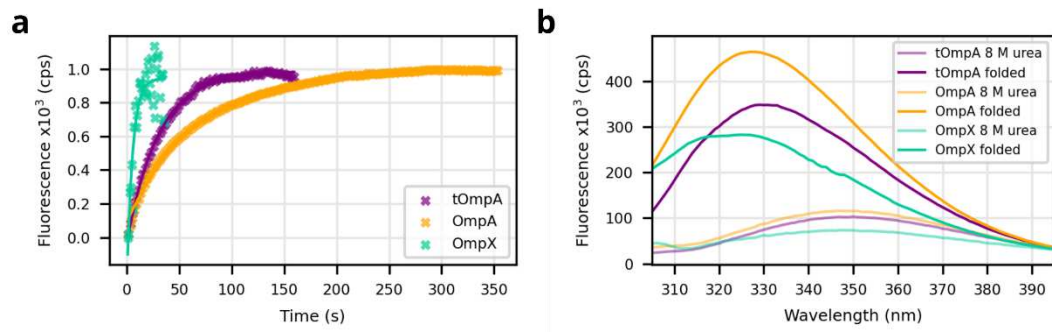 a
Fluorescence x10³ (cps)
1.0
0.8
0.6
0.4
0.2
0.0
tOmpA
OmpA
OmpX
0 50 100 150 200 250 300 350
Time (s)
b
Fluorescence x10³ (cps)
400
300
200
100
0
tOmpA 8 M urea
tOmpA folded
OmpA 8 M urea
OmpA folded
OmpX 8 M urea
OmpX folded
310 320 330 340 350 360 370 380 390
Wavelength (nm)